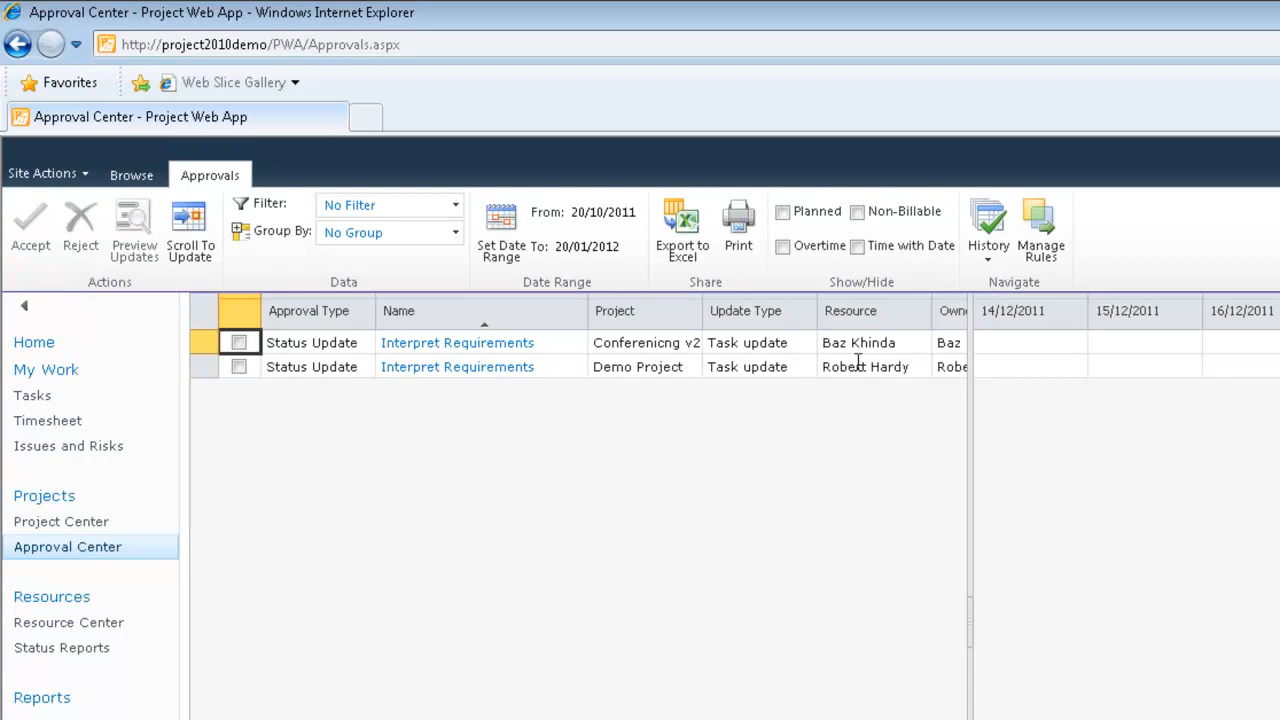 Approval Center - Project Web App - Windows Internet Explorer
http://project2010demo/PWA/Approvals.aspx
Favorites Web Slice Gallery
Approval Center - Project Web App
Site Actions Browse Approvals
Accept Reject Preview Updates Scroll To Update
Actions
Filter: No Filter
Group By: No Group
Data
Set Date Range
From: 20/10/2011
To: 20/01/2012
Date Range
Export to Excel Print
Share
Planned Non-Billable
Overtime Time with Date
Show/Hide
History Manage Rules
Navigate
Approval Type Name Project Update Type Resource Owne 14/12/2011 15/12/2011 16/12/2011
Status Update Interpret Requirements Conferenicng v2 Task update Baz Khinda Baz
Status Update Interpret Requirements Demo Project Task update Robert Hardy Robe
Home
My Work
Tasks
Timesheet
Issues and Risks
Projects
Project Center
Approval Center
Resources
Resource Center
Status Reports
Reports